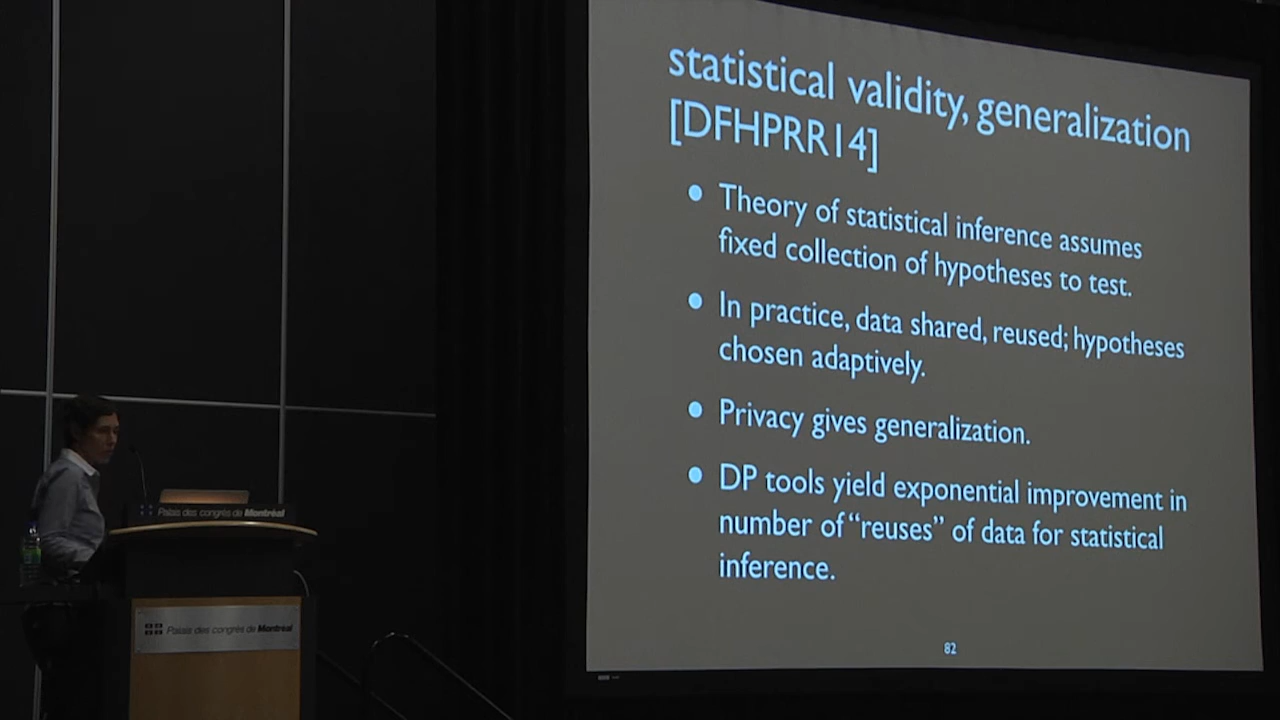 statistical validity, generalization
[DFHPRR14]
• Theory of statistical inference assumes
fixed collection of hypotheses to test.
• In practice, data shared, reused; hypotheses
chosen adaptively.
• Privacy gives generalization.
• DP tools yield exponential improvement in
number of “reuses” of data for statistical
inference.
82
Palais des congrès de Montréal
Palais des congrès de Montréal